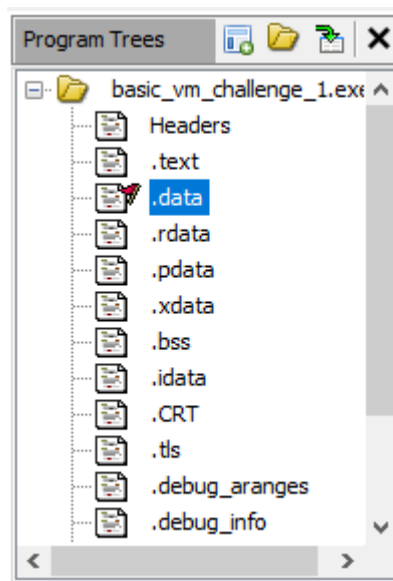 Program Trees
basic_vm_challenge_1.exe
Headers
.text
.data
.rdata
.pdata
.xdata
.bss
.idata
.CRT
.tls
.debug_aranges
.debug_info